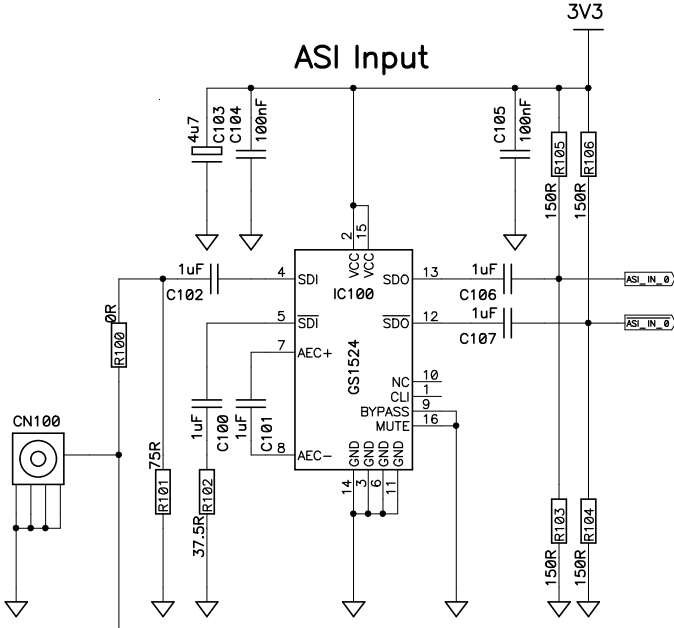 3V3
ASI Input
4u7
C103
C104
100nF
C105
100nF
R105
R106
150R
150R
2
15
VCC
VCC
1uF
C102
4
SDI
IC100
SDO
13
1uF
C106
ASI_IN_0
5
SDI
SDO
12
1uF
C107
ASI_IN_0
0R
R100
7
AEC+
GS1524
NC
10
CLI
1
BYPASS
9
MUTE
16
CN100
1uF
C100
1uF
C101
8
AEC-
GND
GND
GND
GND
14
3
6
11
75R
R101
R102
37.5R
R103
R104
150R
150R